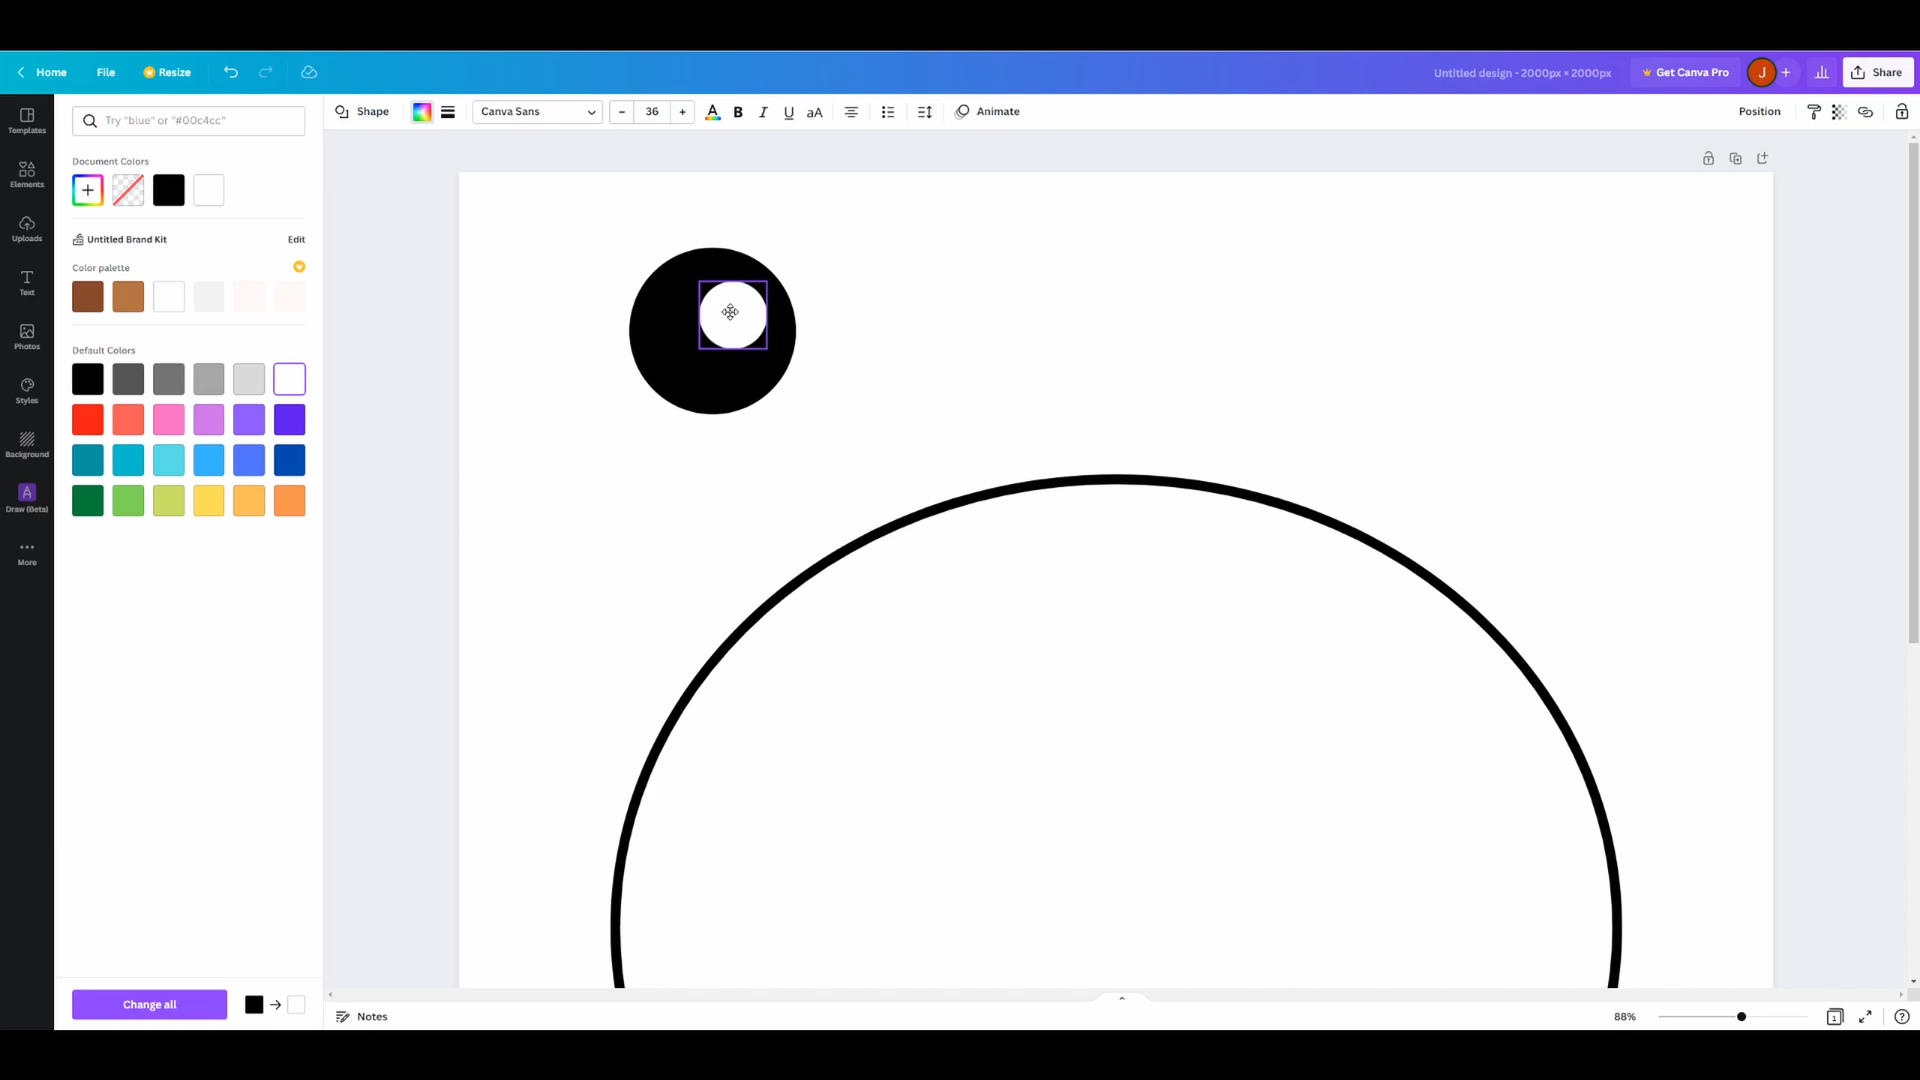 Home File Resize Untitled design - 2000px × 2000px Get Canva Pro J + Share
Templates
Elements
Uploads
Text
Photos
Styles
Background
Draw (Beta)
More
Try "blue" or "#00c4cc"
Document Colors
Untitled Brand Kit Edit
Color palette
Default Colors
Change all
Shape Canva Sans – 36 + A B I U aA Animate Position
Notes 88% 1 ?